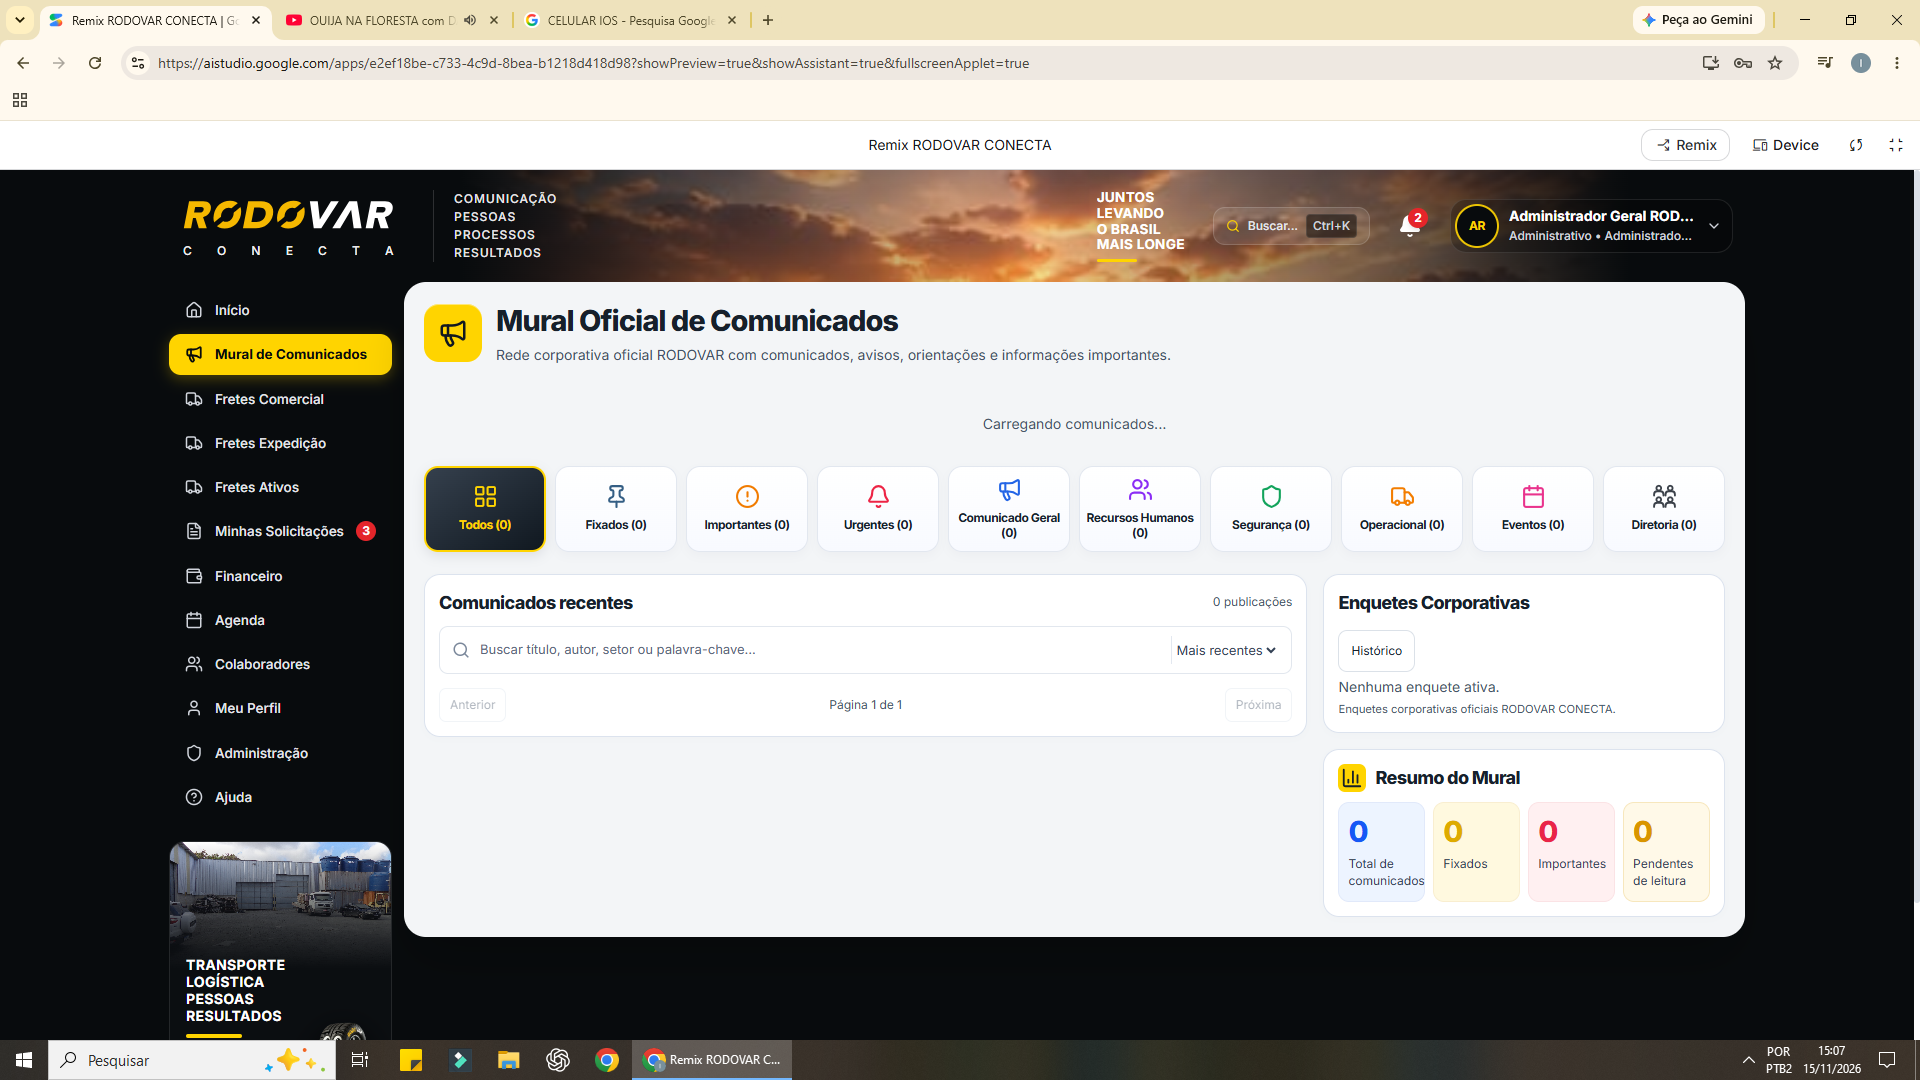 Remix RODOVAR CONECTA | Go
OUIJA NA FLORESTA com D
CELULAR IOS - Pesquisa Google
Peça ao Gemini
https://aistudio.google.com/apps/e2ef18be-c733-4c9d-8bea-b1218d418d98?showPreview=true&showAssistant=true&fullscreenApplet=true
I
Remix RODOVAR CONECTA
Remix
Device
RODOVAR
CONECTA
COMUNICAÇÃO
PESSOAS
PROCESSOS
RESULTADOS
JUNTOS
LEVANDO
O BRASIL
MAIS LONGE
Buscar...
Ctrl+K
2
AR
Administrador Geral ROD...
Administrativo • Administrado...
Início
Mural de Comunicados
Fretes Comercial
Fretes Expedição
Fretes Ativos
Minhas Solicitações
3
Financeiro
Agenda
Colaboradores
Meu Perfil
Administração
Ajuda
TRANSPORTE
LOGÍSTICA
PESSOAS
RESULTADOS
Mural Oficial de Comunicados
Rede corporativa oficial RODOVAR com comunicados, avisos, orientações e informações importantes.
Carregando comunicados...
Todos (0)
Fixados (0)
Importantes (0)
Urgentes (0)
Comunicado Geral
(0)
Recursos Humanos
(0)
Segurança (0)
Operacional (0)
Eventos (0)
Diretoria (0)
Comunicados recentes
0 publicações
Buscar título, autor, setor ou palavra-chave...
Mais recentes
Anterior
Página 1 de 1
Próxima
Enquetes Corporativas
Histórico
Nenhuma enquete ativa.
Enquetes corporativas oficiais RODOVAR CONECTA.
Resumo do Mural
0
Total de
comunicados
0
Fixados
0
Importantes
0
Pendentes
de leitura
Pesquisar
Remix RODOVAR C...
POR
PTB2
15:07
15/11/2026